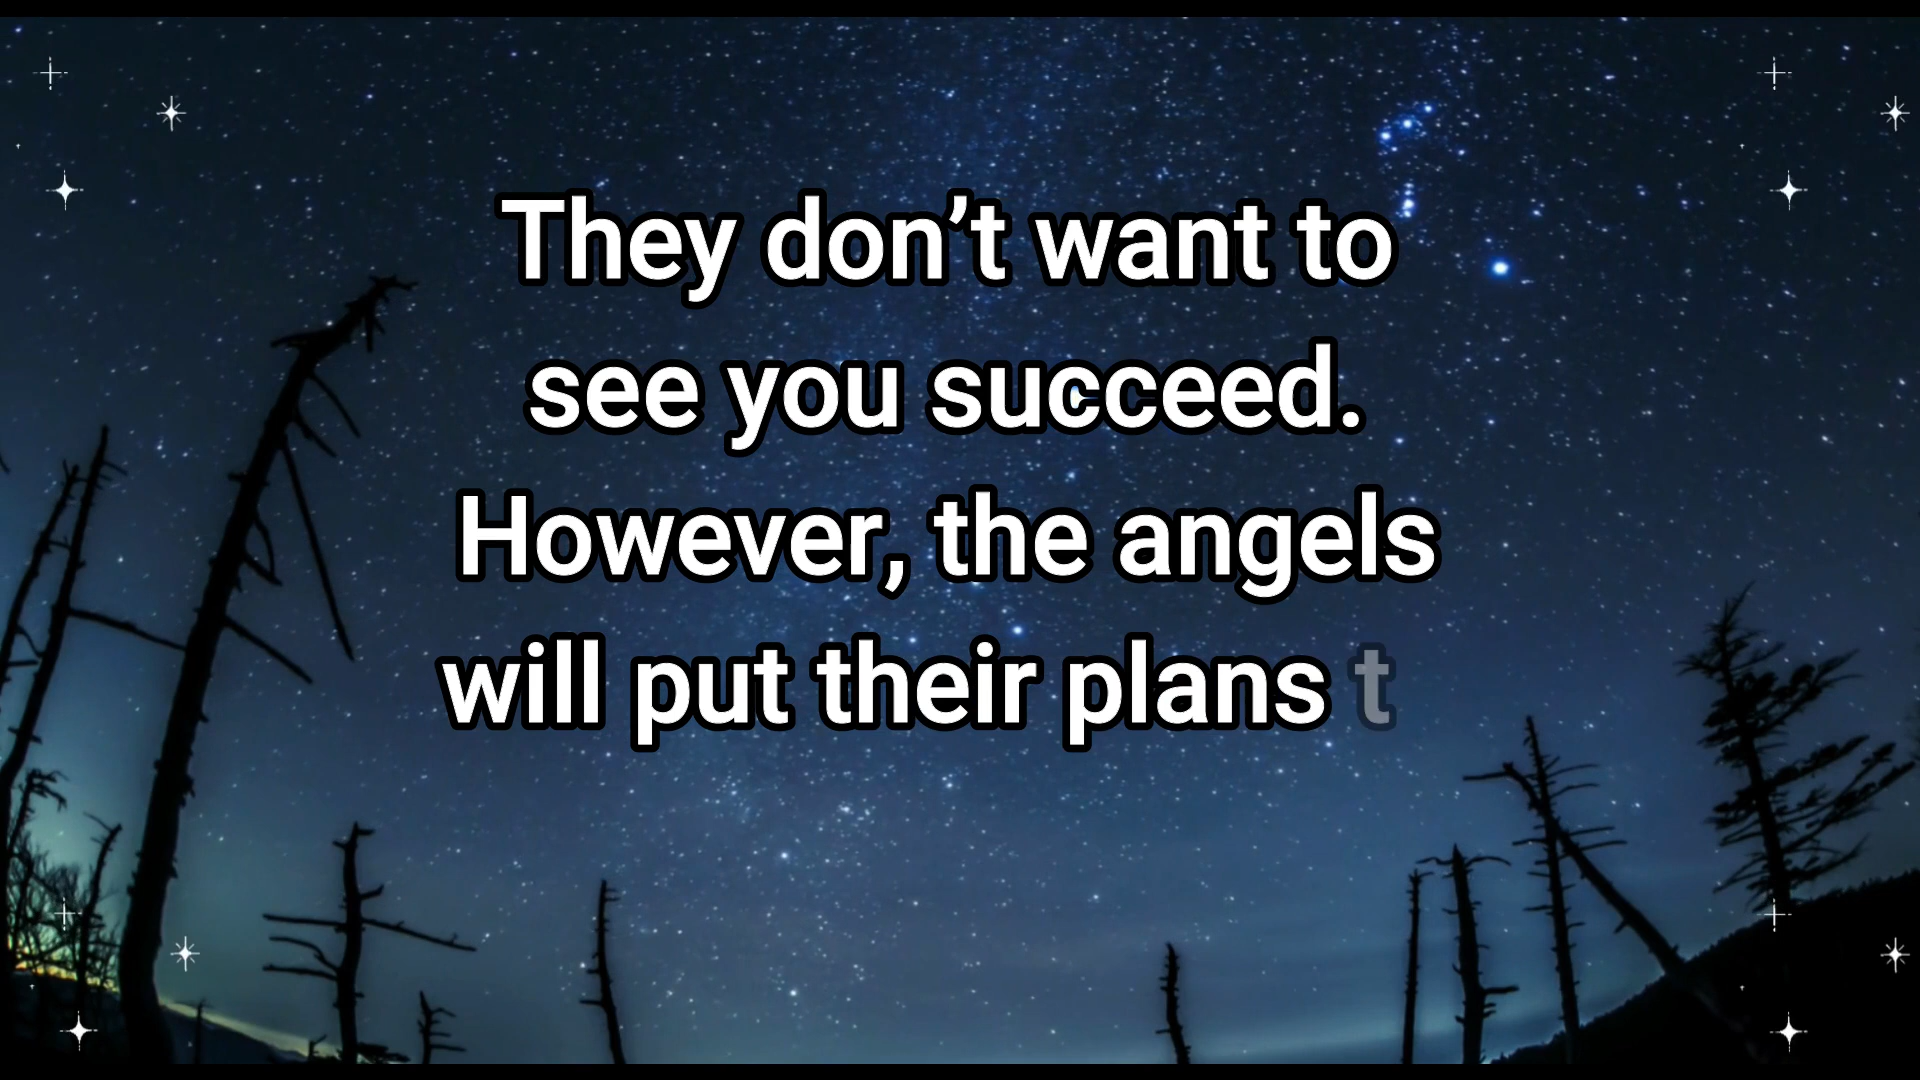 They don’t want to
see you succeed.
However, the angels
will put their plans t